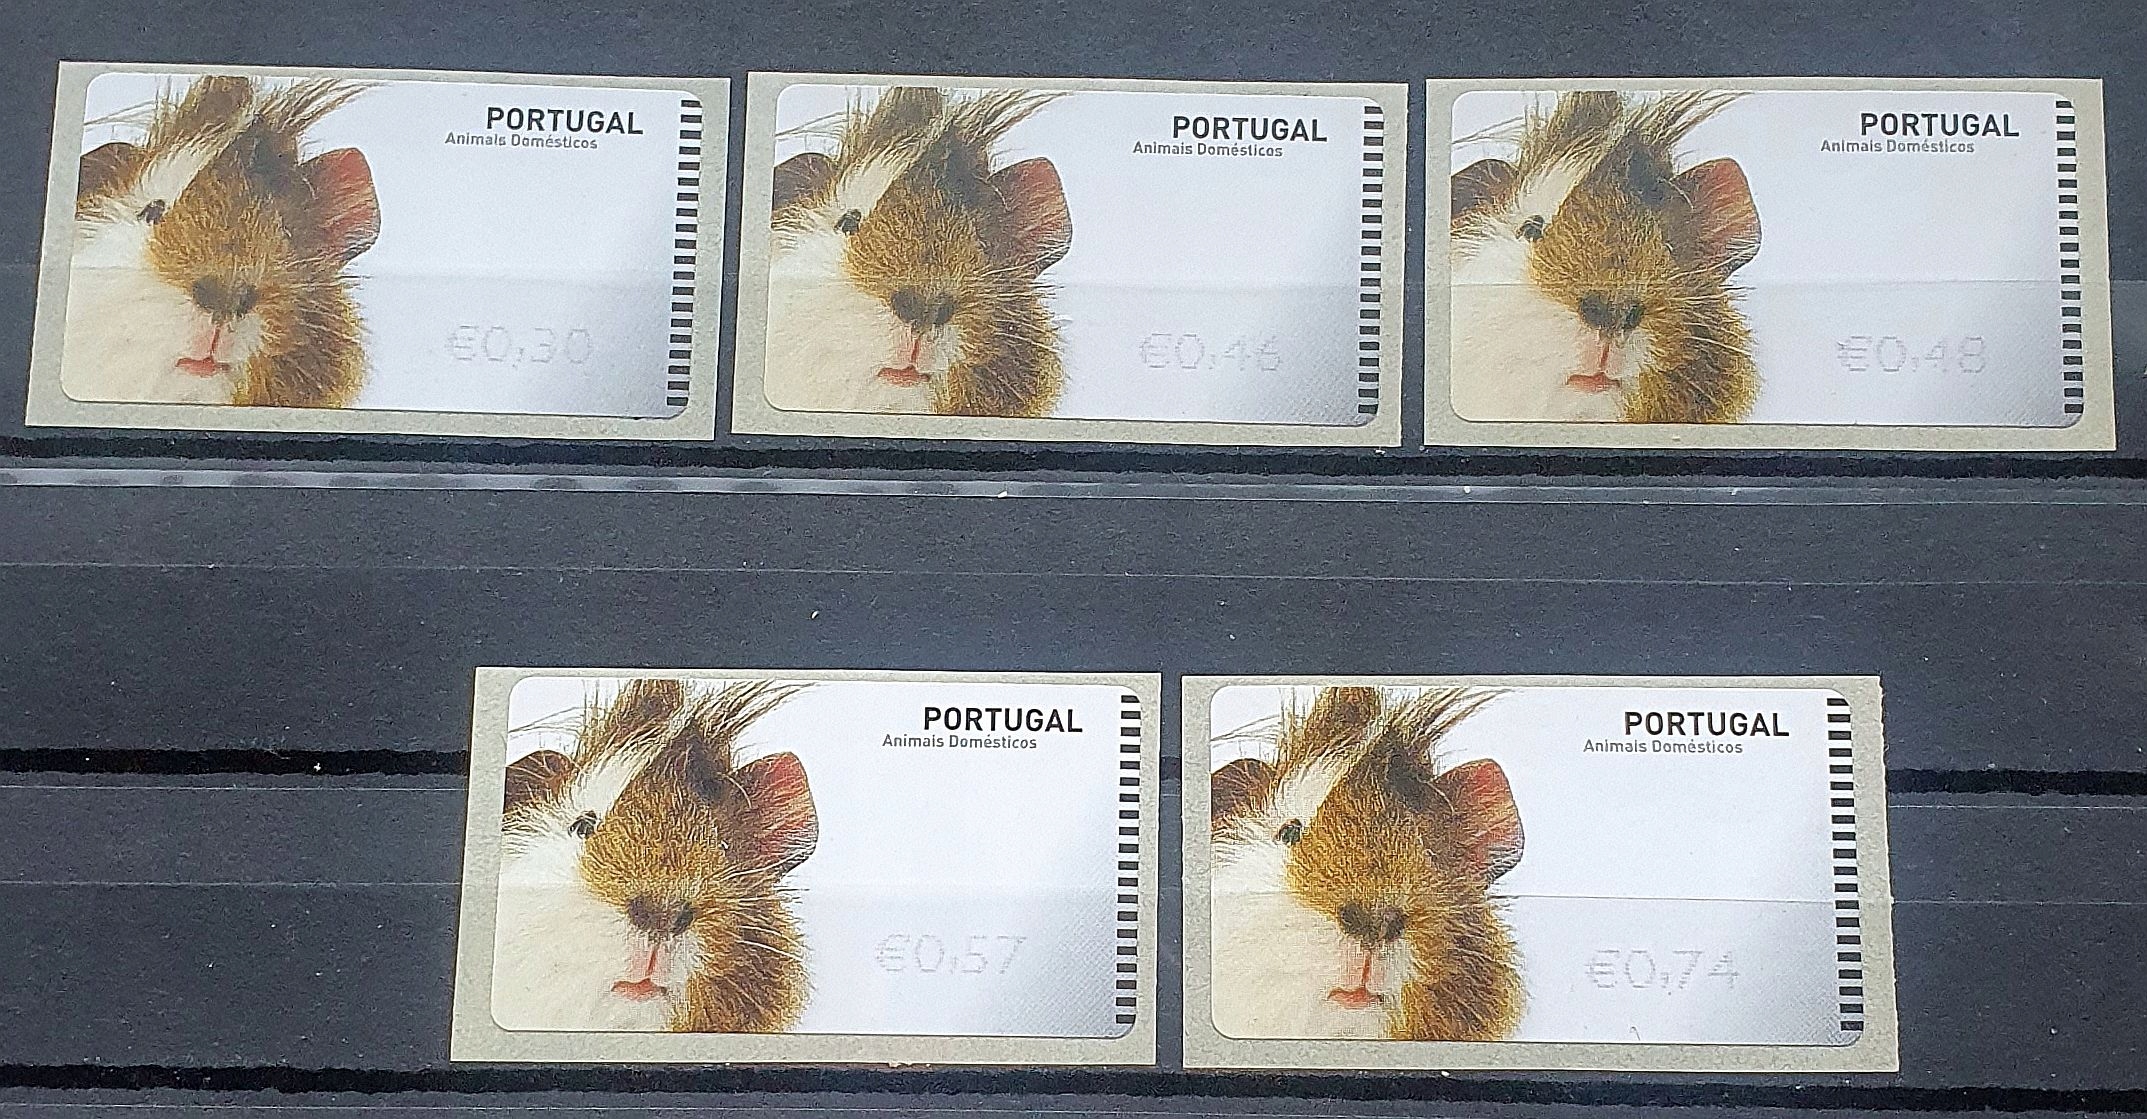 PORTUGAL
Animais Domésticos
€0,30
PORTUGAL
Animais Domésticos
€0,46
PORTUGAL
Animais Domésticos
€0,48
PORTUGAL
Animais Domésticos
€0,57
PORTUGAL
Animais Domésticos
€0,74